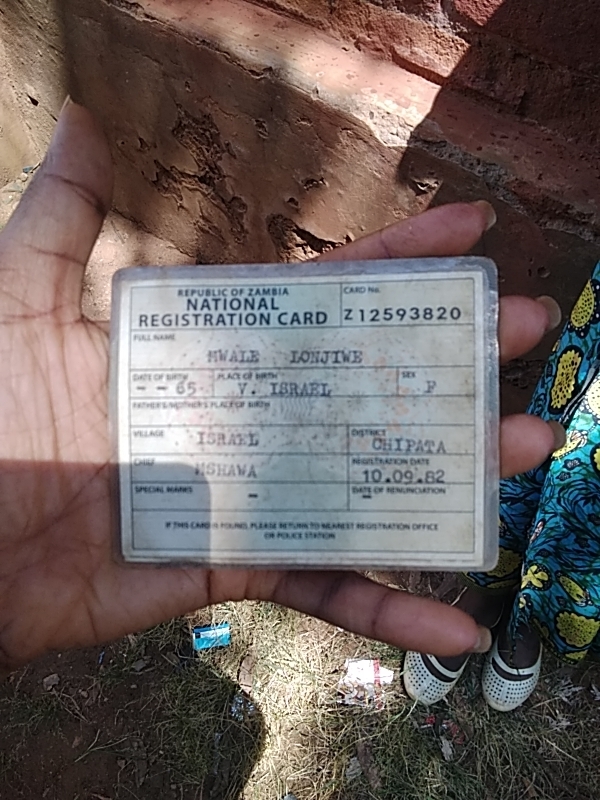 REPUBLIC OF ZAMBIA
NATIONAL
REGISTRATION CARD
CARD No.
Z12593820
FULL NAME
MWALE LONJIWE
DATE OF BIRTH
- - 65
PLACE OF BIRTH
V. ISRAEL
SEX
F
FATHER'S/MOTHER'S PLACE OF BIRTH
VILLAGE
ISRAEL
DISTRICT
CHIPATA
CHIEF
MSHAWA
REGISTRATION DATE
10.09.82
SPECIAL MARKS
-
DATE OF RENUNCIATION
-
IF THIS CARD IS FOUND, PLEASE RETURN TO NEAREST REGISTRATION OFFICE
OR POLICE STATION